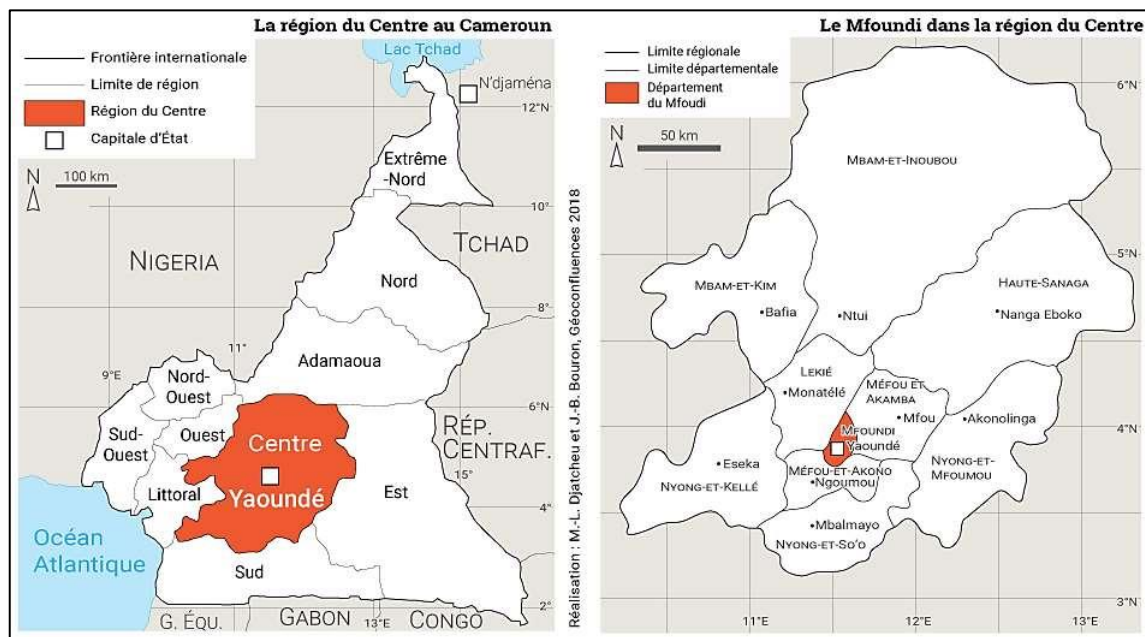 La région du Centre au Cameroun
Frontière internationale
Limite de région
Région du Centre
Capitale d'État
N
100 km
Lac Tchad
N'djaména
12°N
Extrême
-Nord
10°
TCHAD
NIGERIA
Nord
8°
11°
Adamaoua
9°E
Nord-
Ouest
6°N
RÉP.
CENTRAF.
Sud-
Ouest
Ouest
Centre
15°
Yaoundé
Littoral
Est
4°
Océan
Atlantique
Sud
2°
G. ÉQU.
GABON
13°E
CONGO
Réalisation : M.-L. Djatcheu et J.-B. Bouron, Géoconfluences 2018
Le Mfoundi dans la région du Centre
Limite régionale
Limite départementale
Département
du Mfoudi
N
50 km
6°N
MBAM-ET-INOUBOU
5°N
MBAM-ET-KIM
Bafia
Ntui
HAUTE-SANAGA
Nanga Eboko
LEKIÉ
Monatélé
MÉFOU ET
AKAMBA
Mfou
Akonolinga
MFOUNDI
Yaoundé
4°N
Eseka
NYONG-ET-KELLÉ
MÉFOU-ET-AKONO
Ngoumou
NYONG-ET-
MFOUMOU
Mbalmayo
NYONG-ET-SO'O
3°N
11°E
12°E
13°E